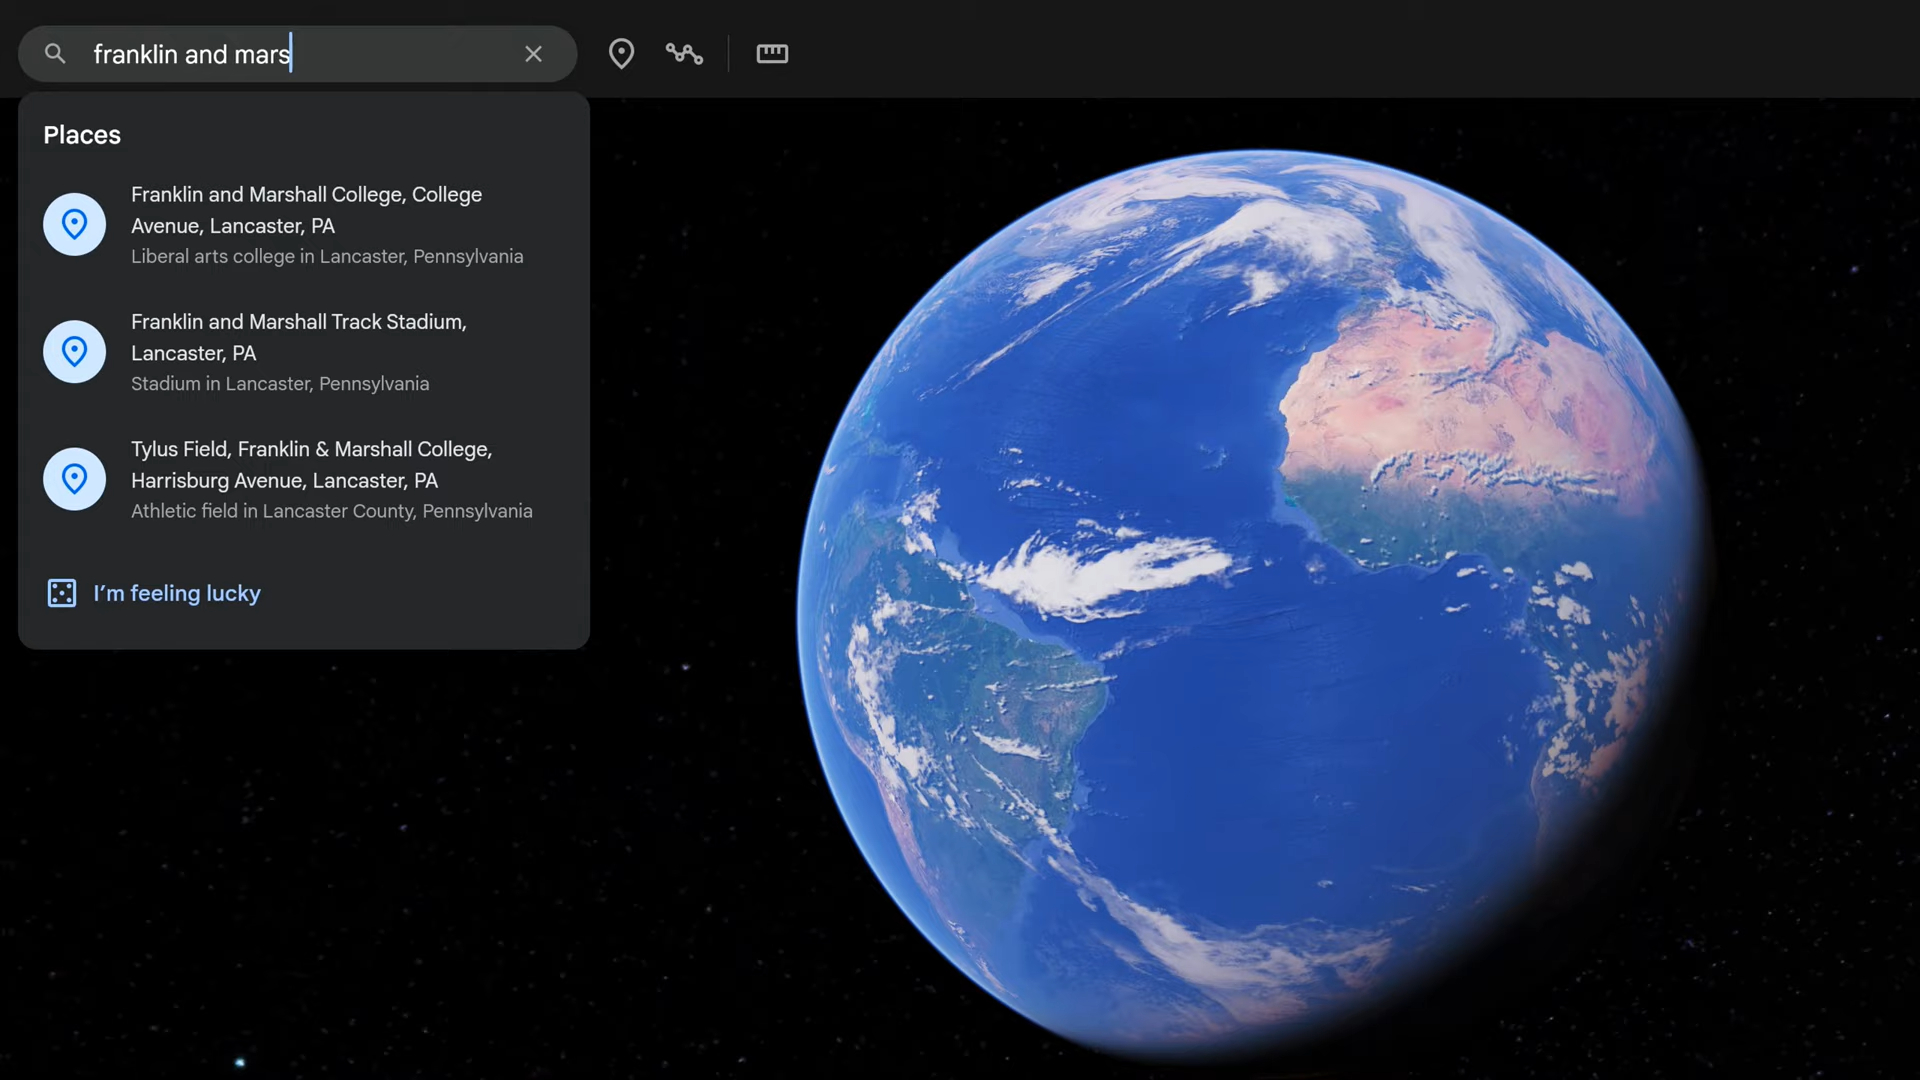 franklin and mars
Places
Franklin and Marshall College, College
Avenue, Lancaster, PA
Liberal arts college in Lancaster, Pennsylvania
Franklin and Marshall Track Stadium,
Lancaster, PA
Stadium in Lancaster, Pennsylvania
Tylus Field, Franklin & Marshall College,
Harrisburg Avenue, Lancaster, PA
Athletic field in Lancaster County, Pennsylvania
I’m feeling lucky